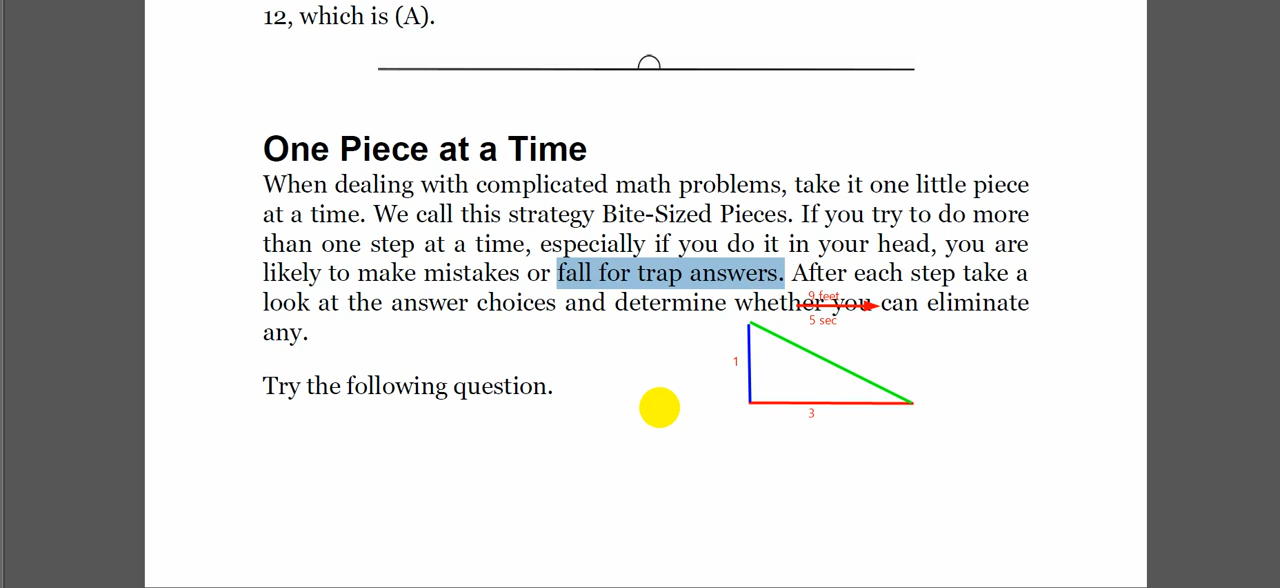 12, which is (A).
One Piece at a Time
When dealing with complicated math problems, take it one little piece
at a time. We call this strategy Bite-Sized Pieces. If you try to do more
than one step at a time, especially if you do it in your head, you are
likely to make mistakes or fall for trap answers. After each step take a
look at the answer choices and determine whether you can eliminate
any.
9 feet
5 sec
1
3
Try the following question.